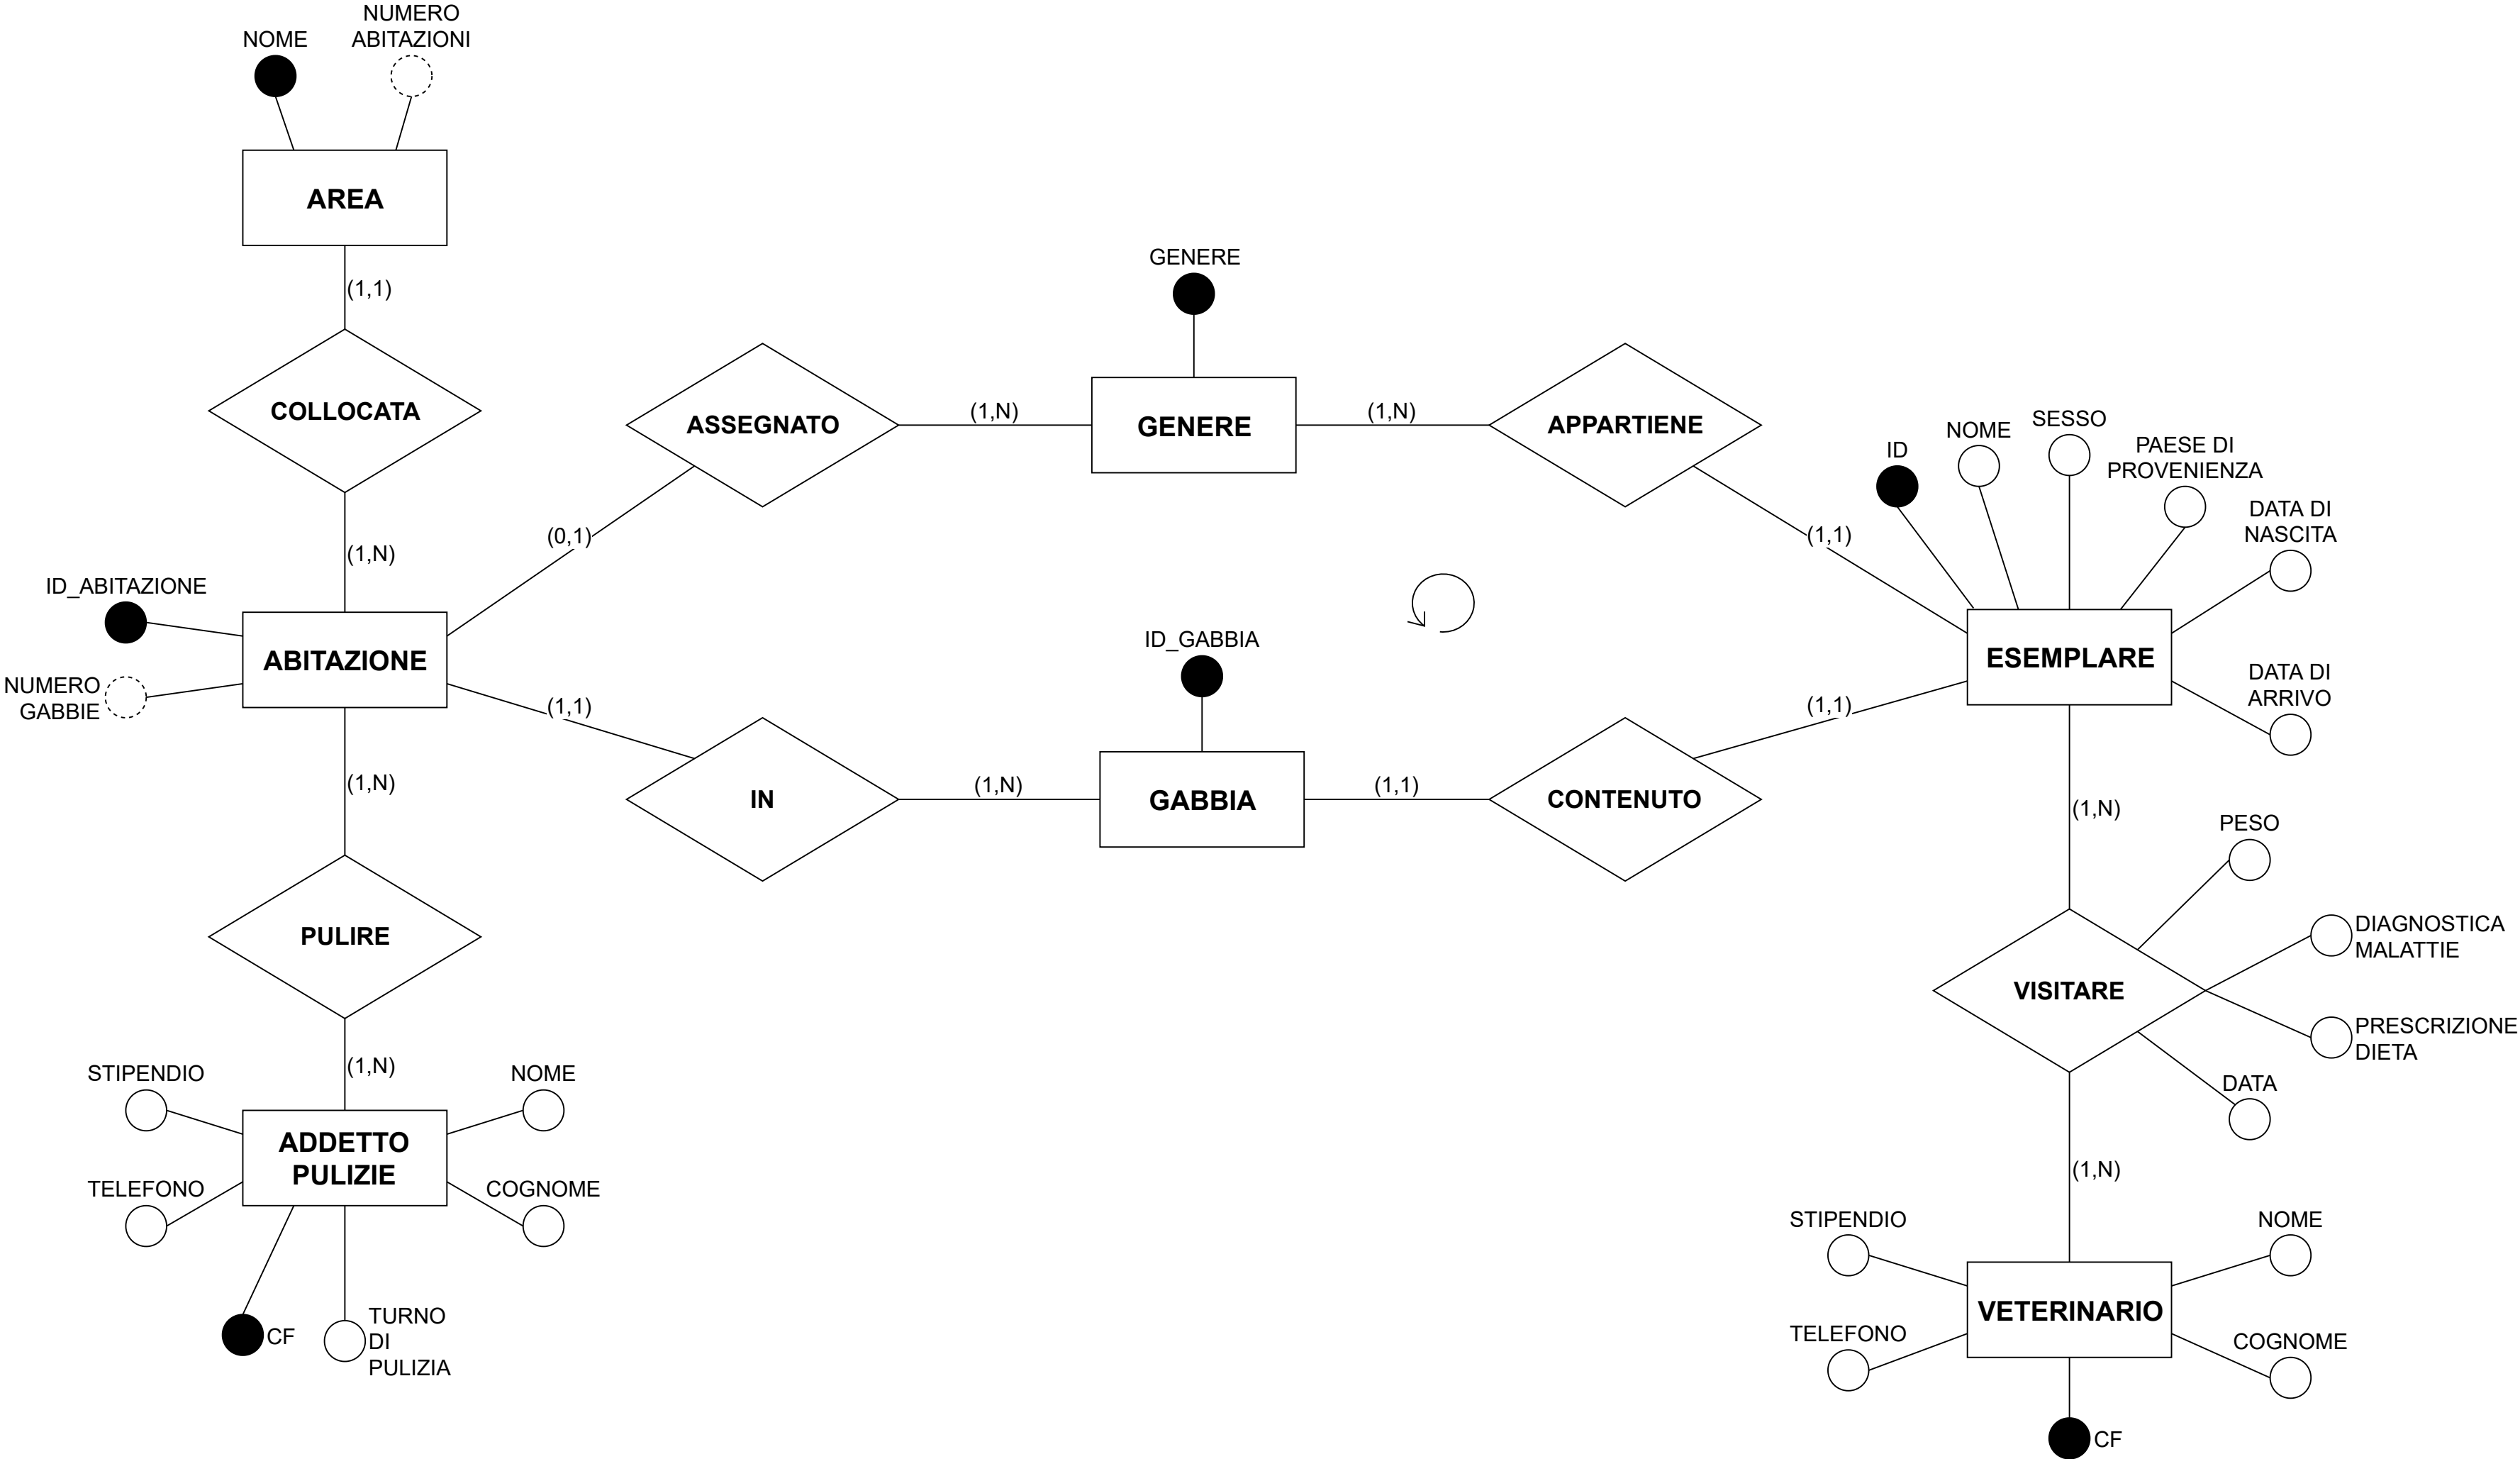 NUMERO
ABITAZIONI
NOME
AREA
(1,1)
COLLOCATA
(1,N)
ID_ABITAZIONE
ABITAZIONE
NUMERO
GABBIE
(1,N)
PULIRE
(1,N)
STIPENDIO
NOME
ADDETTO
PULIZIE
TELEFONO
COGNOME
CF
TURNO
DI
PULIZIA
ASSEGNATO
(0,1)
(1,N)
GENERE
GENERE
(1,N)
APPARTIENE
(1,1)
(1,1)
IN
(1,N)
ID_GABBIA
GABBIA
(1,1)
CONTENUTO
(1,1)
ID
NOME
SESSO
PAESE DI
PROVENIENZA
DATA DI
NASCITA
ESEMPLARE
DATA DI
ARRIVO
(1,N)
PESO
DIAGNOSTICA
MALATTIE
VISITARE
PRESCRIZIONE
DIETA
DATA
(1,N)
STIPENDIO
NOME
VETERINARIO
TELEFONO
COGNOME
CF